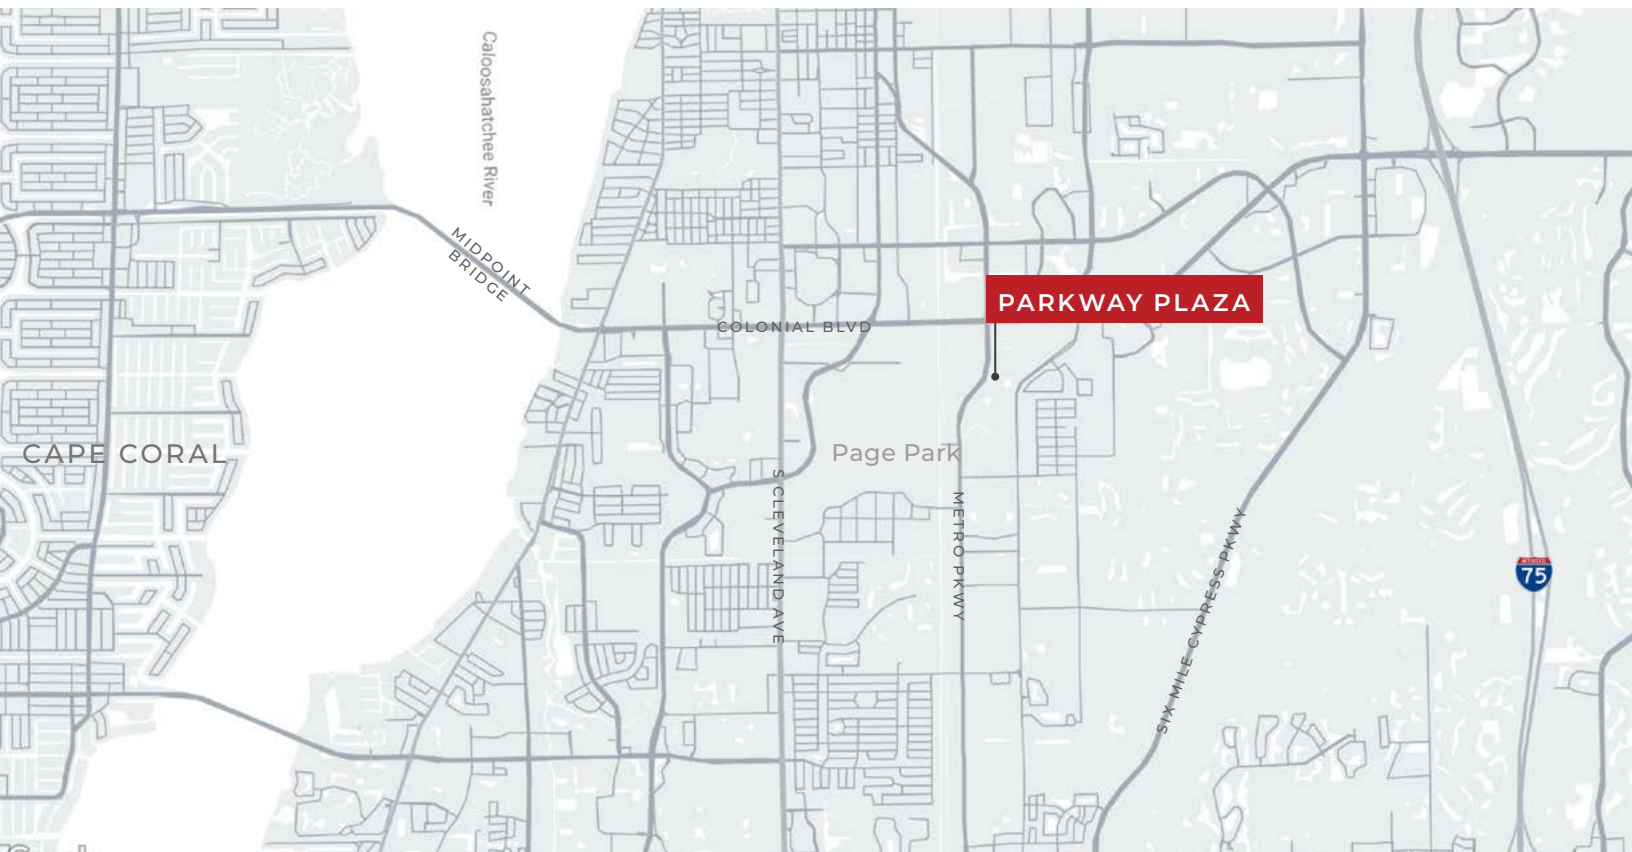 Caloosahatchee River
MIDPOINT
BRIDGE
PARKWAY PLAZA
COLONIAL BLVD
CAPE CORAL
Page Park
S CLEVELAND AVE
METRO PKWY
SIX MILE CYPRESS PKWY
75